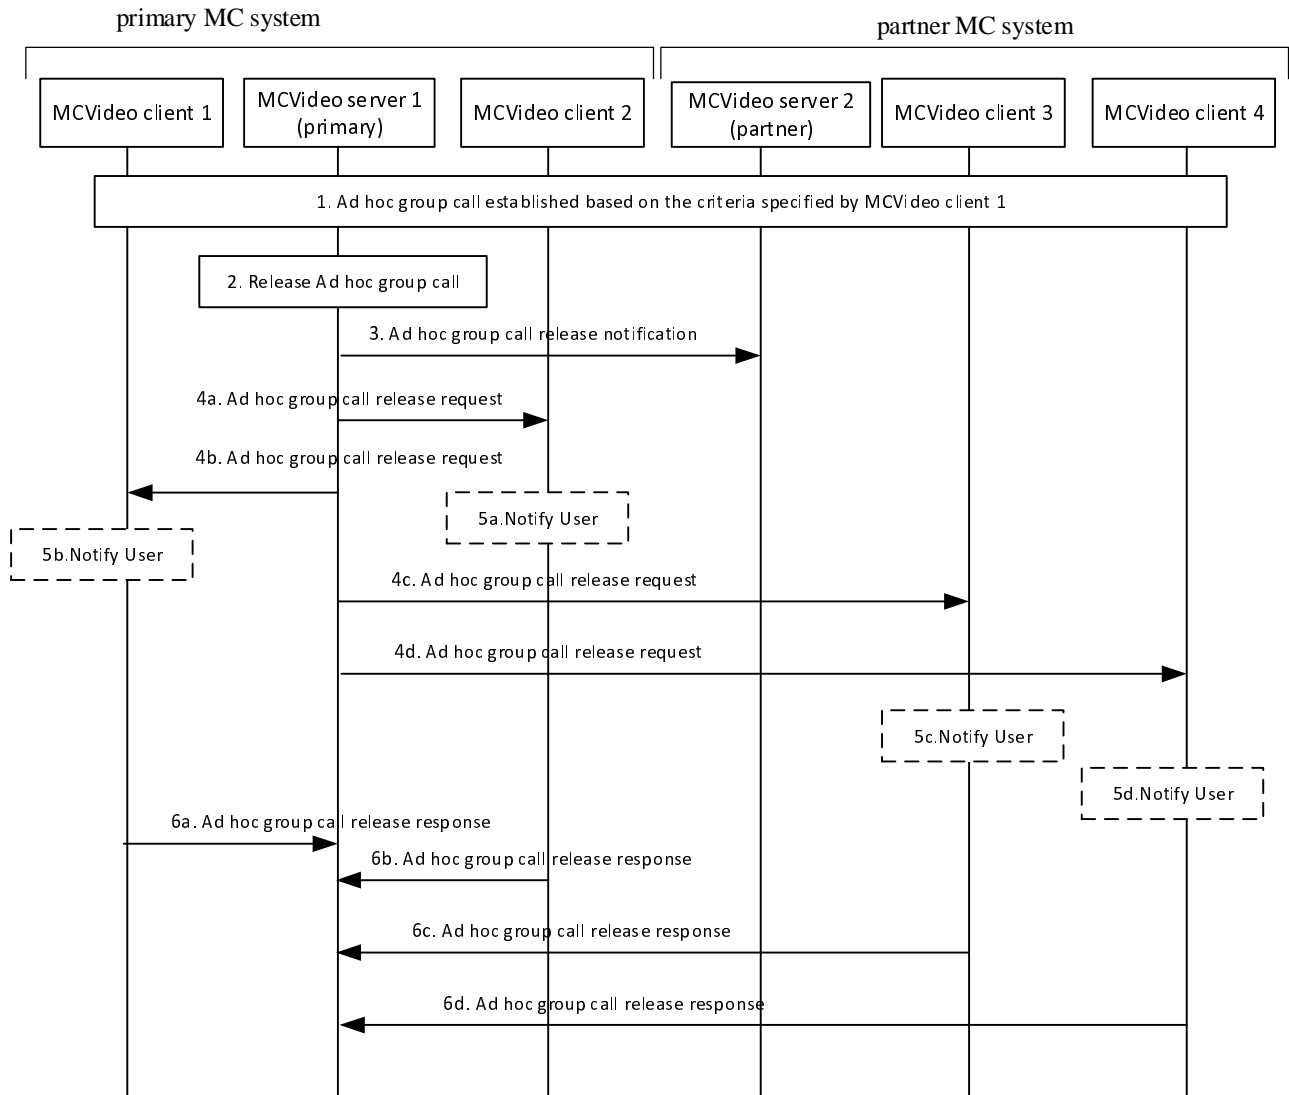 primary MC system
partner MC system
MCVideo client 1
MCVideo server 1
(primary)
MCVideo client 2
MCVideo server 2
(partner)
MCVideo client 3
MCVideo client 4
1. Ad hoc group call established based on the criteria specified by MCVideo client 1
2. Release Ad hoc group call
3. Ad hoc group call release notification
4a. Ad hoc group call release request
4b. Ad hoc group call release request
5a.Notify User
5b.Notify User
4c. Ad hoc group call release request
4d. Ad hoc group call release request
5c.Notify User
5d.Notify User
6a. Ad hoc group call release response
6b. Ad hoc group call release response
6c. Ad hoc group call release response
6d. Ad hoc group call release response